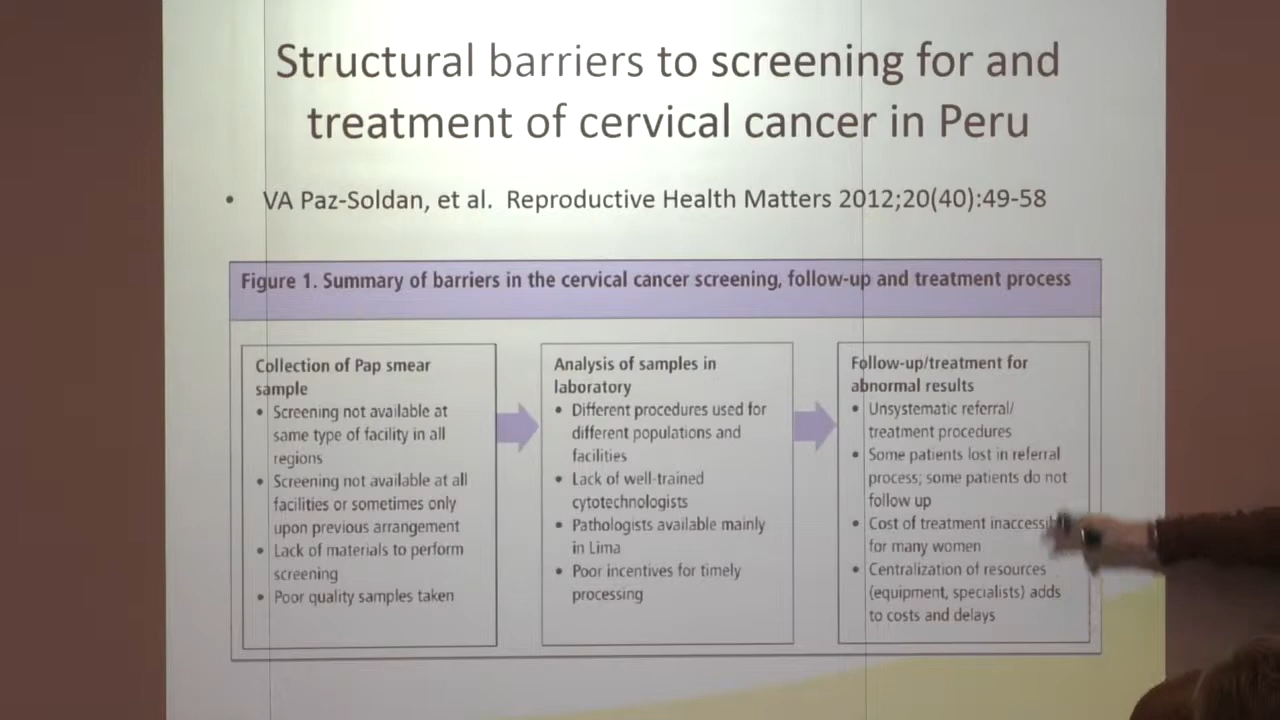 Structural barriers to screening for and
treatment of cervical cancer in Peru
• VA Paz-Soldan, et al. Reproductive Health Matters 2012;20(40):49-58
Figure 1. Summary of barriers in the cervical cancer screening, follow-up and treatment process
Collection of Pap smear
sample
• Screening not available at
same type of facility in all
regions
• Screening not available at all
facilities or sometimes only
upon previous arrangement
• Lack of materials to perform
screening
• Poor quality samples taken
Analysis of samples in
laboratory
• Different procedures used for
different populations and
facilities
• Lack of well-trained
cytotechnologists
• Pathologists available mainly
in Lima
• Poor incentives for timely
processing
Follow-up/treatment for
abnormal results
• Unsystematic referral/
treatment procedures
• Some patients lost in referral
process; some patients do not
follow up
• Cost of treatment
for many women
• Centralization of resources
(equipment, specialists) adds
to costs and delays